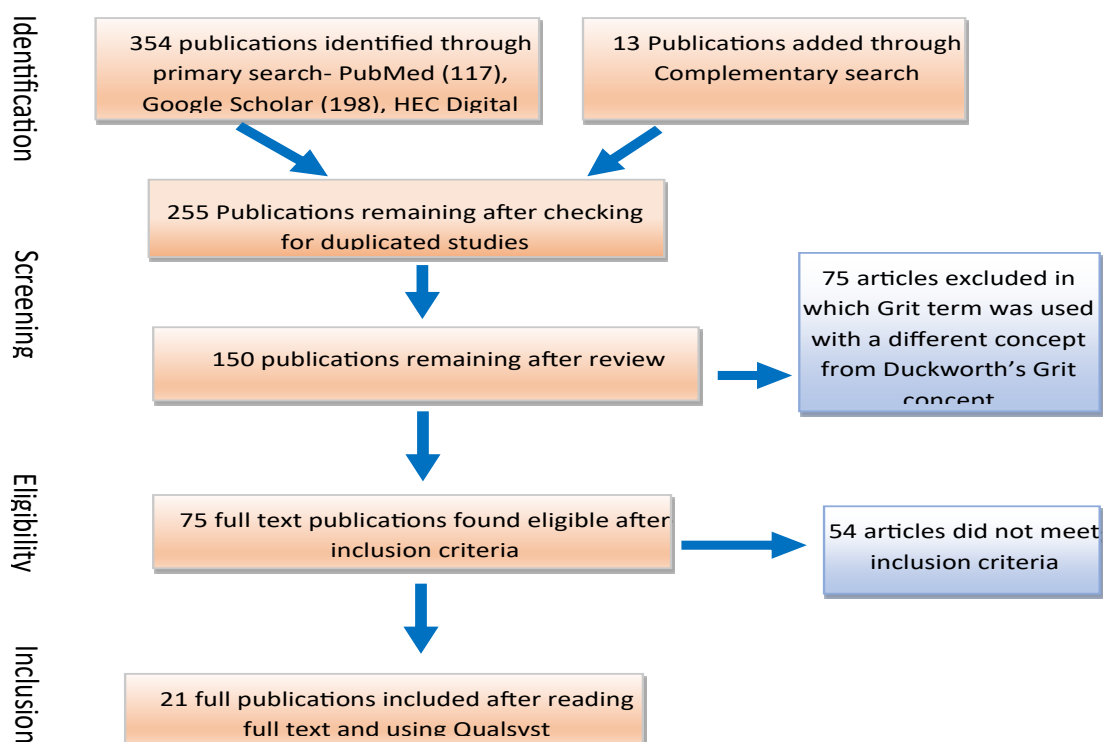 Identification
354 publications identified through
primary search- PubMed (117),
Google Scholar (198), HEC Digital
13 Publications added through
Complementary search
255 Publications remaining after checking
for duplicated studies
Screening
150 publications remaining after review
75 articles excluded in
which Grit term was used
with a different concept
from Duckworth’s Grit
concept
Eligibility
75 full text publications found eligible after
inclusion criteria
54 articles did not meet
inclusion criteria
Inclusion
21 full publications included after reading
full text and using Qualsyst